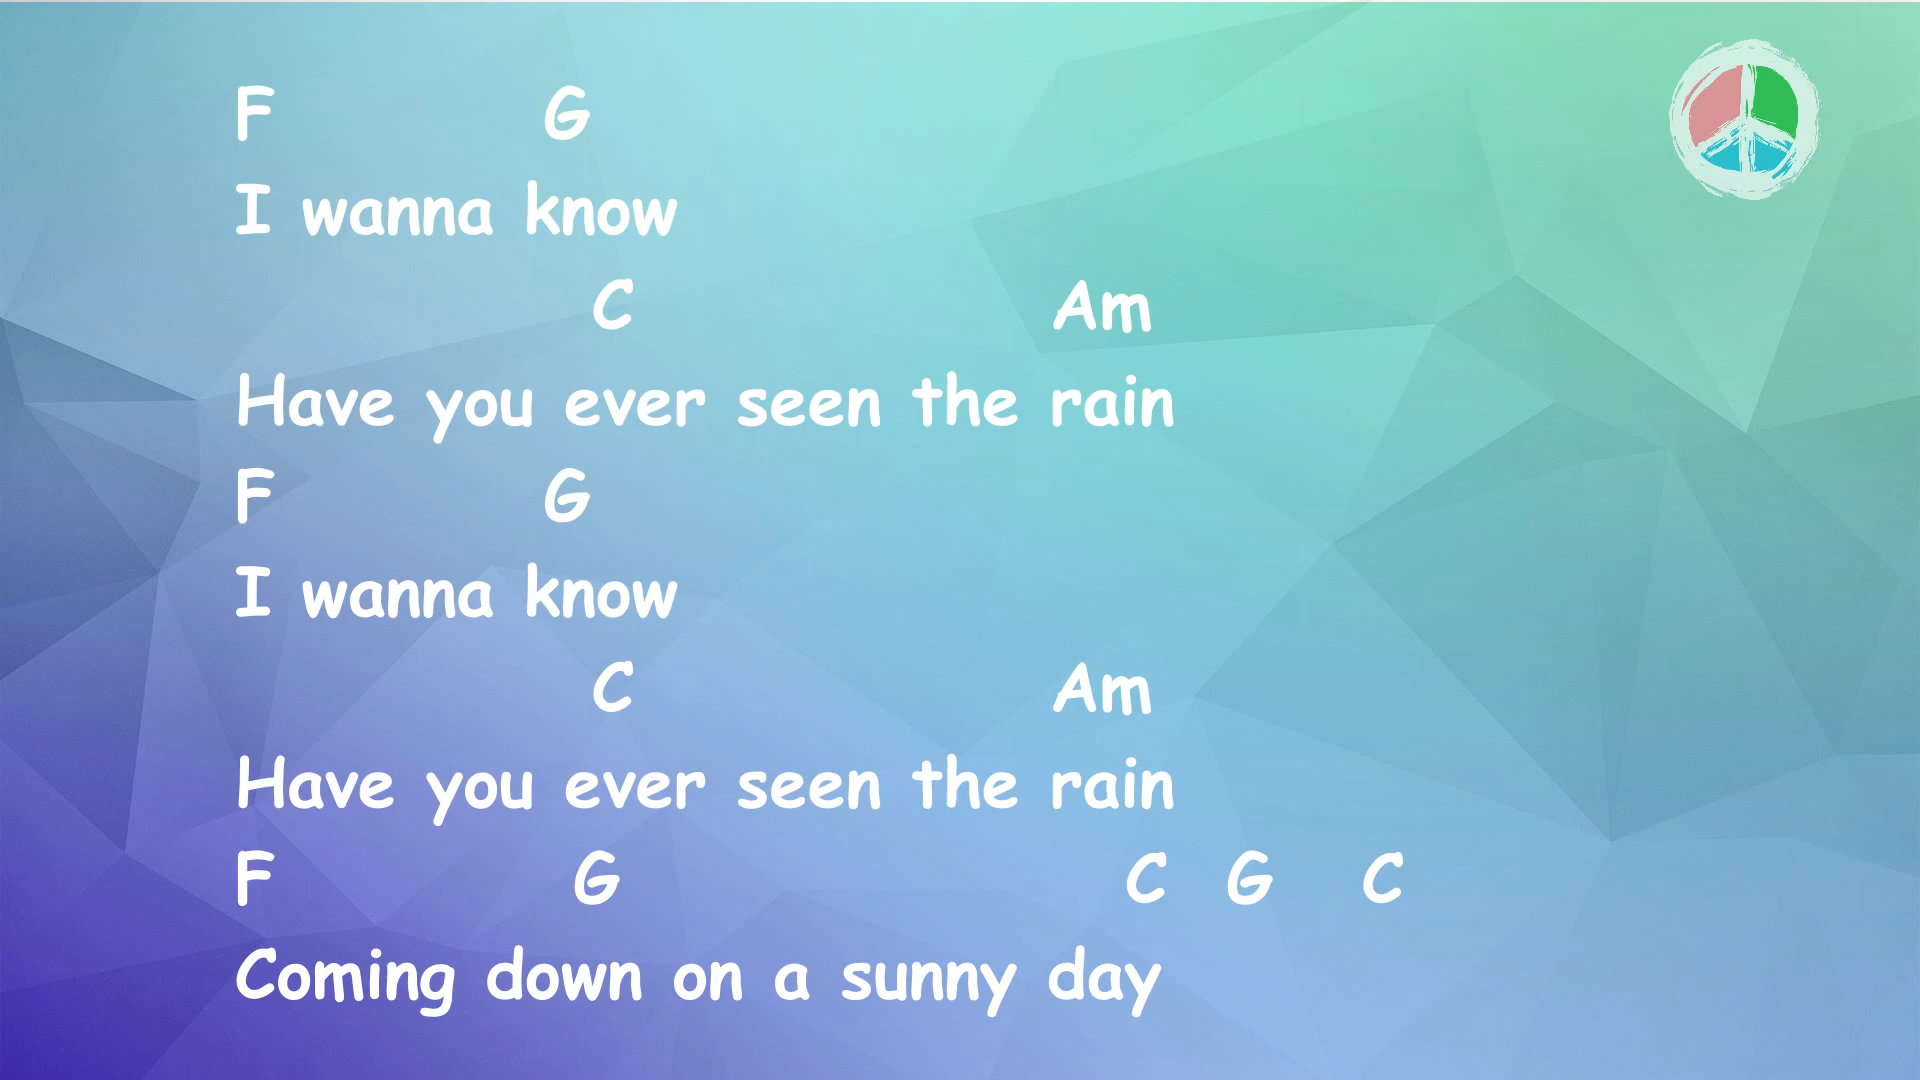 F G
I wanna know
C Am
Have you ever seen the rain
F G
I wanna know
C Am
Have you ever seen the rain
F G C G C
Coming down on a sunny day